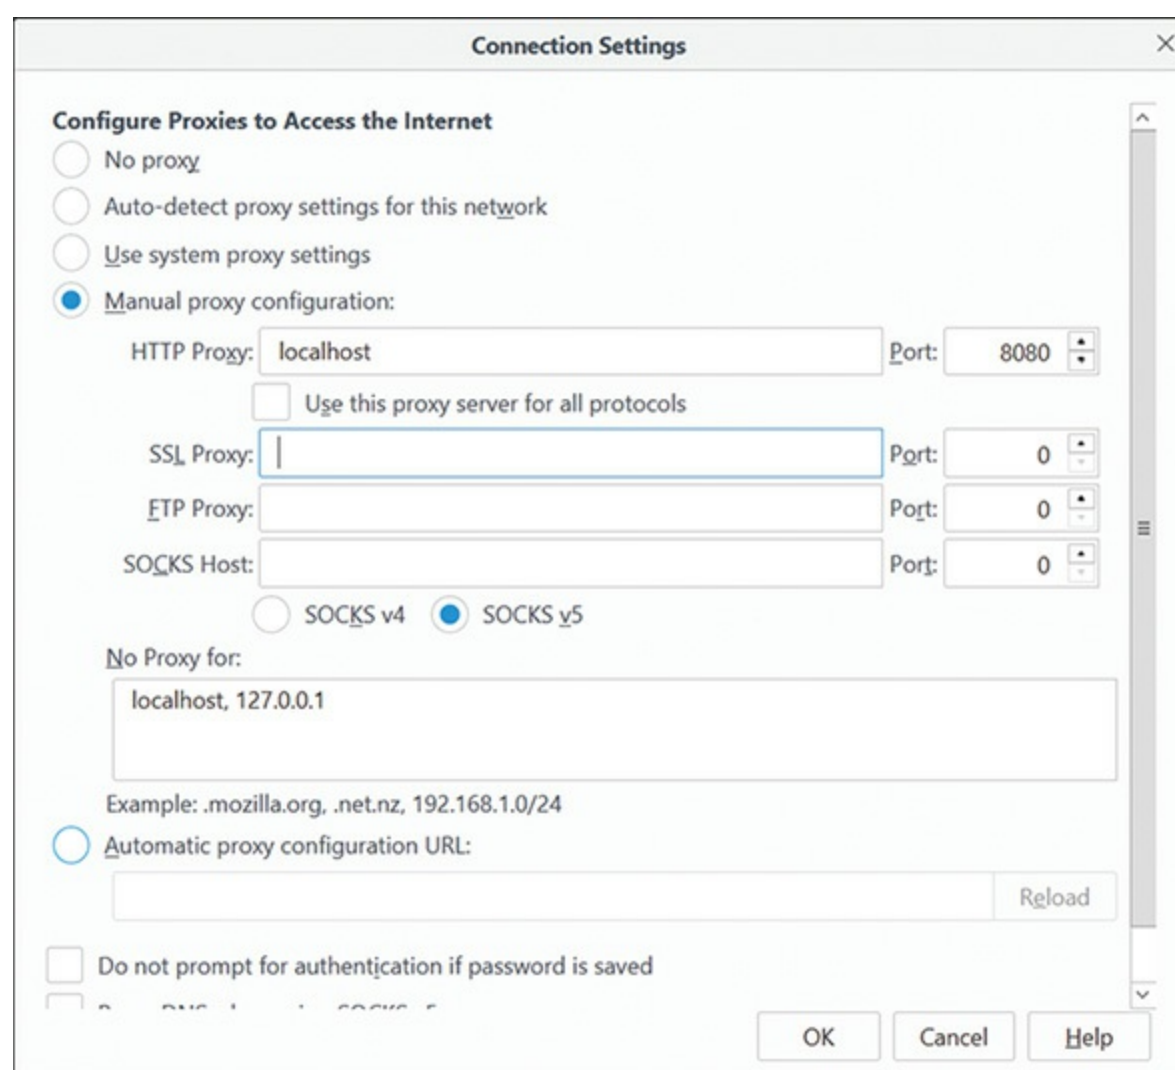 Connection Settings
Configure Proxies to Access the Internet
No proxy
Auto-detect proxy settings for this network
Use system proxy settings
Manual proxy configuration:
HTTP Proxy: localhost Port: 8080
Use this proxy server for all protocols
SSL Proxy: Port: 0
FTP Proxy: Port: 0
SOCKS Host: Port: 0
SOCKS v4 SOCKS v5
No Proxy for:
localhost, 127.0.0.1
Example: .mozilla.org, .net.nz, 192.168.1.0/24
Automatic proxy configuration URL:
Reload
Do not prompt for authentication if password is saved
OK Cancel Help